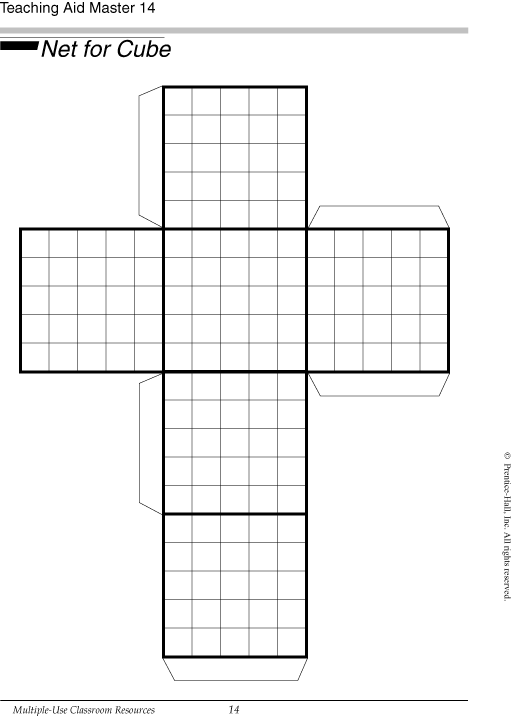 Teaching Aid Master 14
Net for Cube
© Prentice-Hall, Inc. All rights reserved.
Multiple-Use Classroom Resources 14